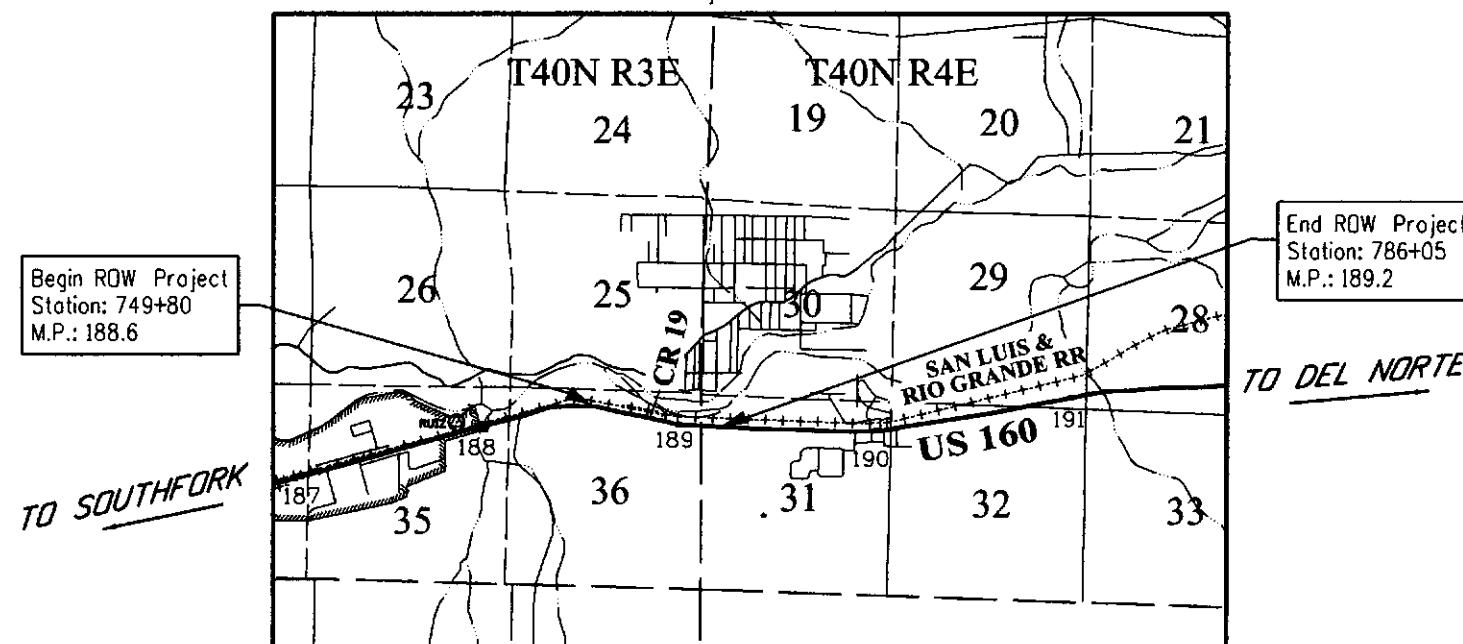 T40N R3E
T40N R4E
23
24
19
20
21
Begin ROW Project
Station: 749+80
M.P.: 188.6
End ROW Project
Station: 786+05
M.P.: 189.2
26
25
30
29
28
CR 19
SAN LUIS &
RIO GRANDE RR
TO DEL NORTE
RUIZ
188
189
190
191
US 160
187
TO SOUTHFORK
35
36
31
32
33